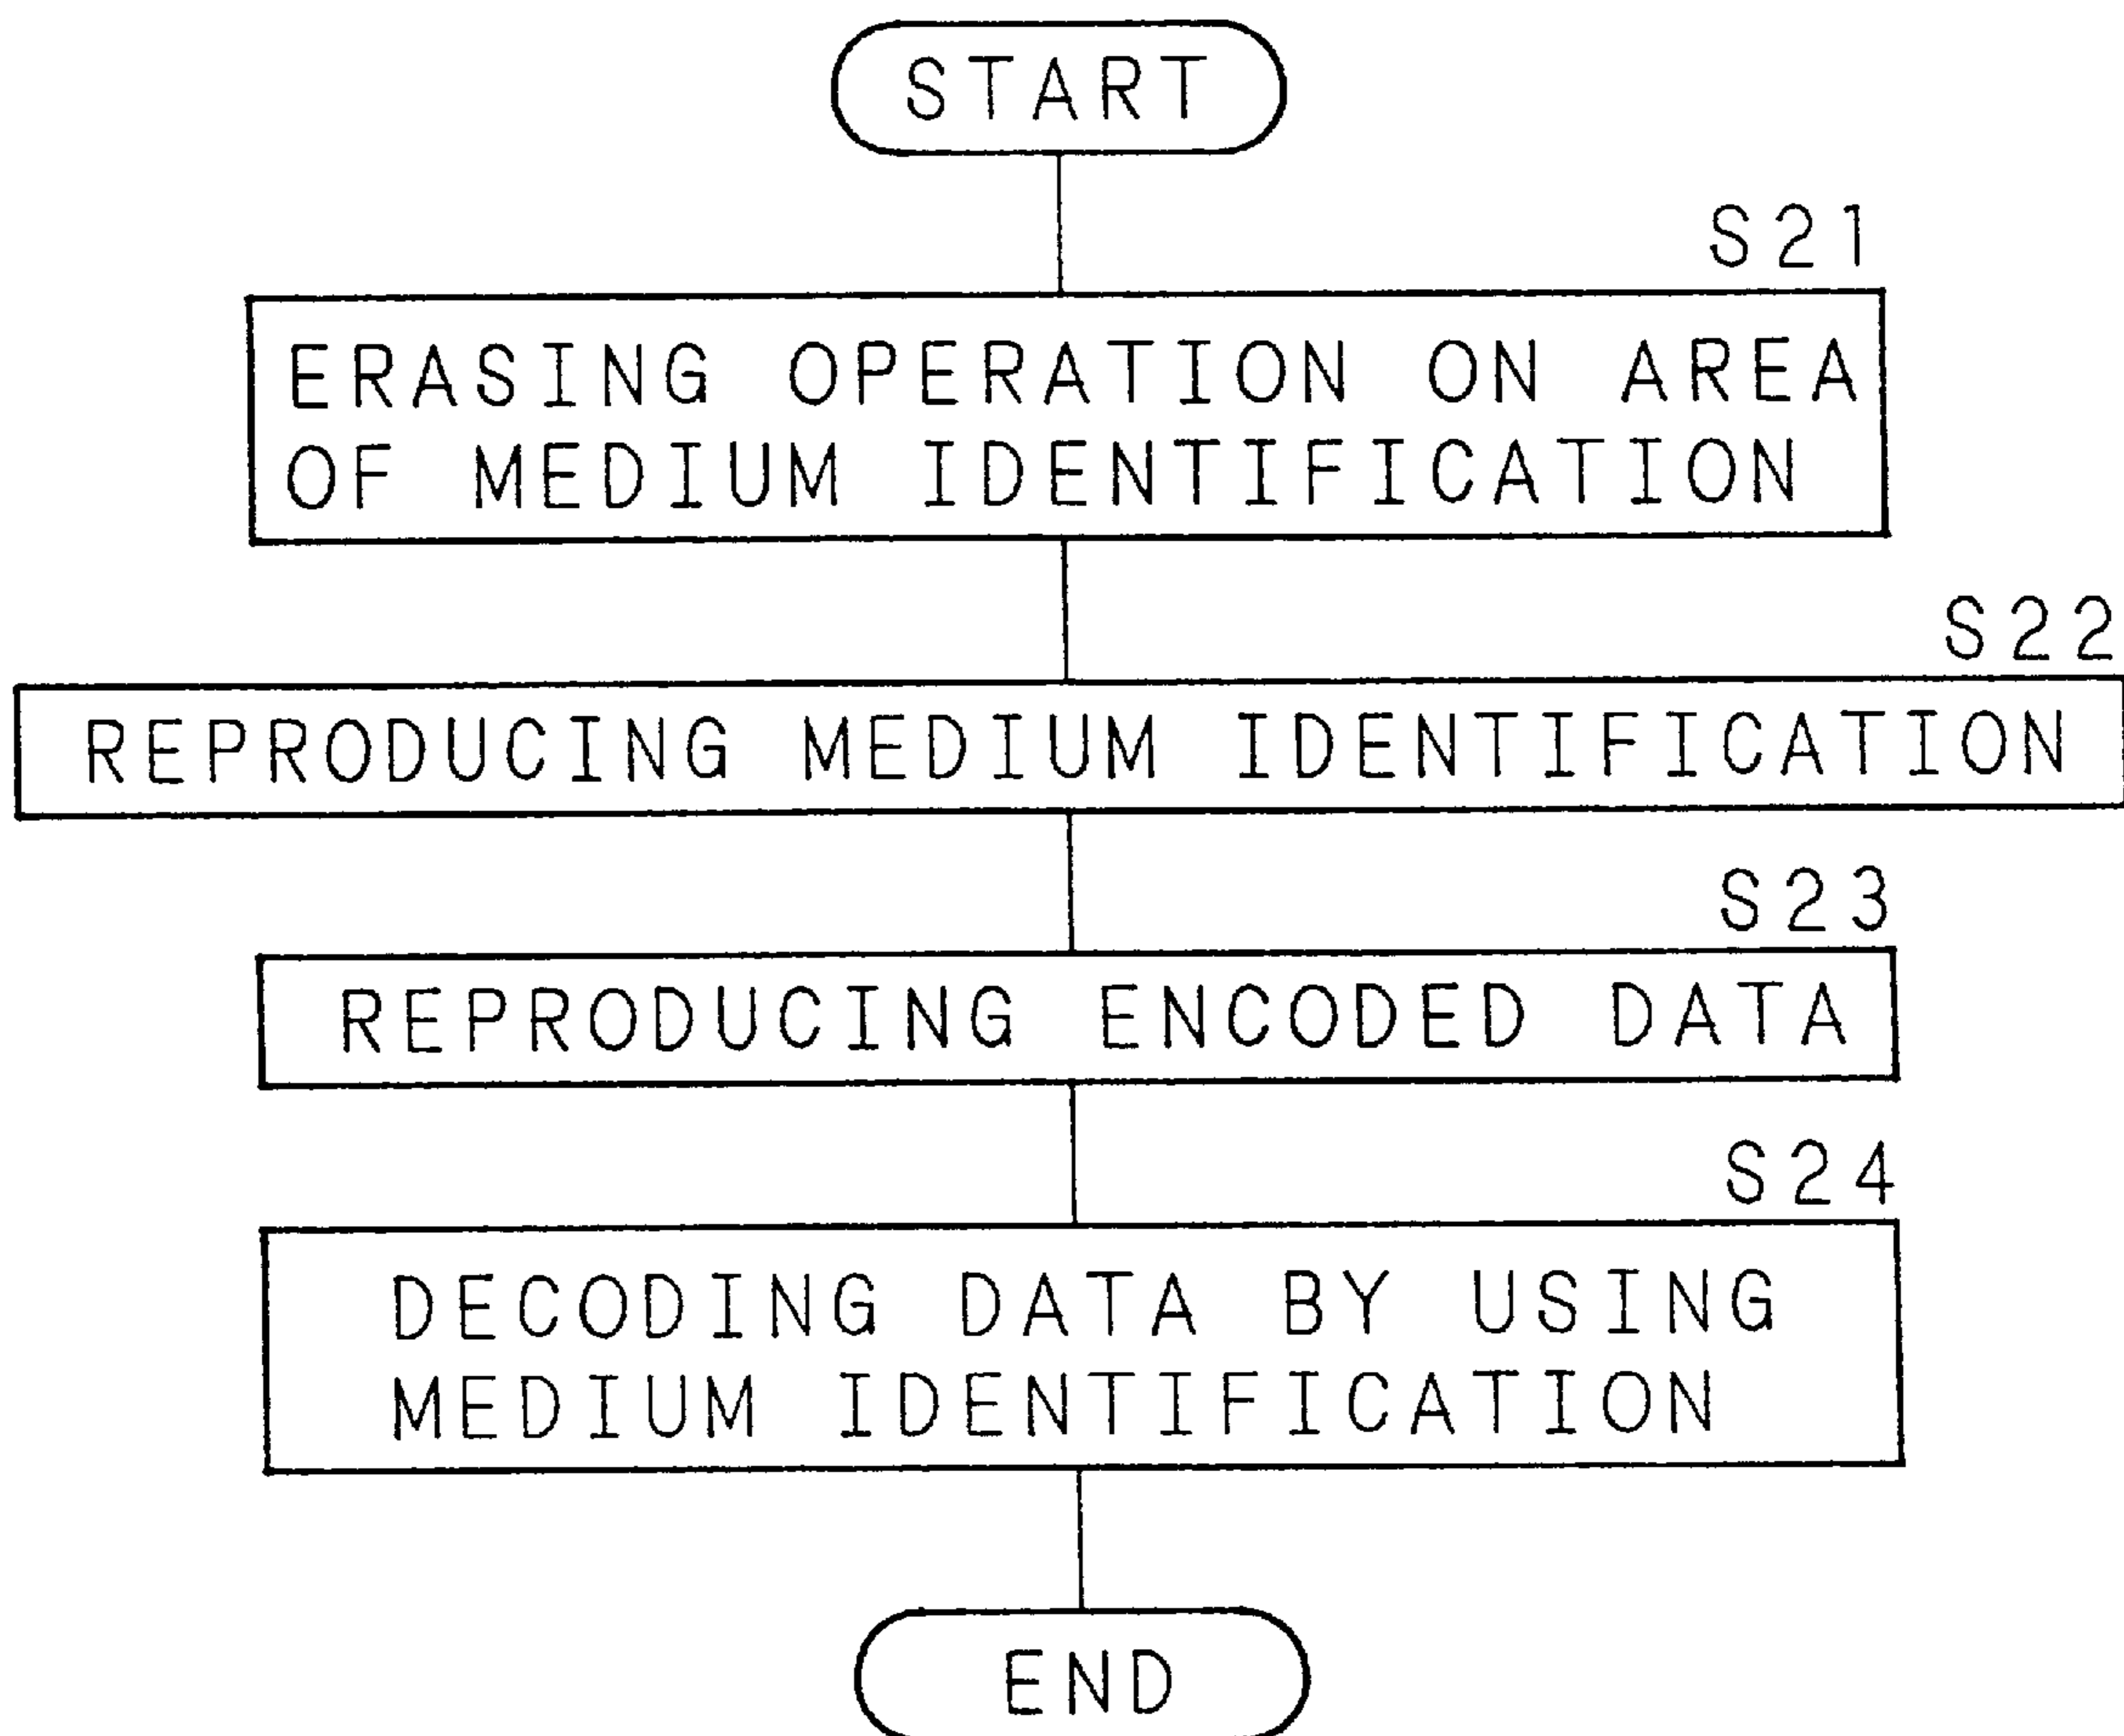 START
S21
ERASING OPERATION ON AREA
OF MEDIUM IDENTIFICATION
S22
REPRODUCING MEDIUM IDENTIFICATION
S23
REPRODUCING ENCODED DATA
S24
DECODING DATA BY USING
MEDIUM IDENTIFICATION
END